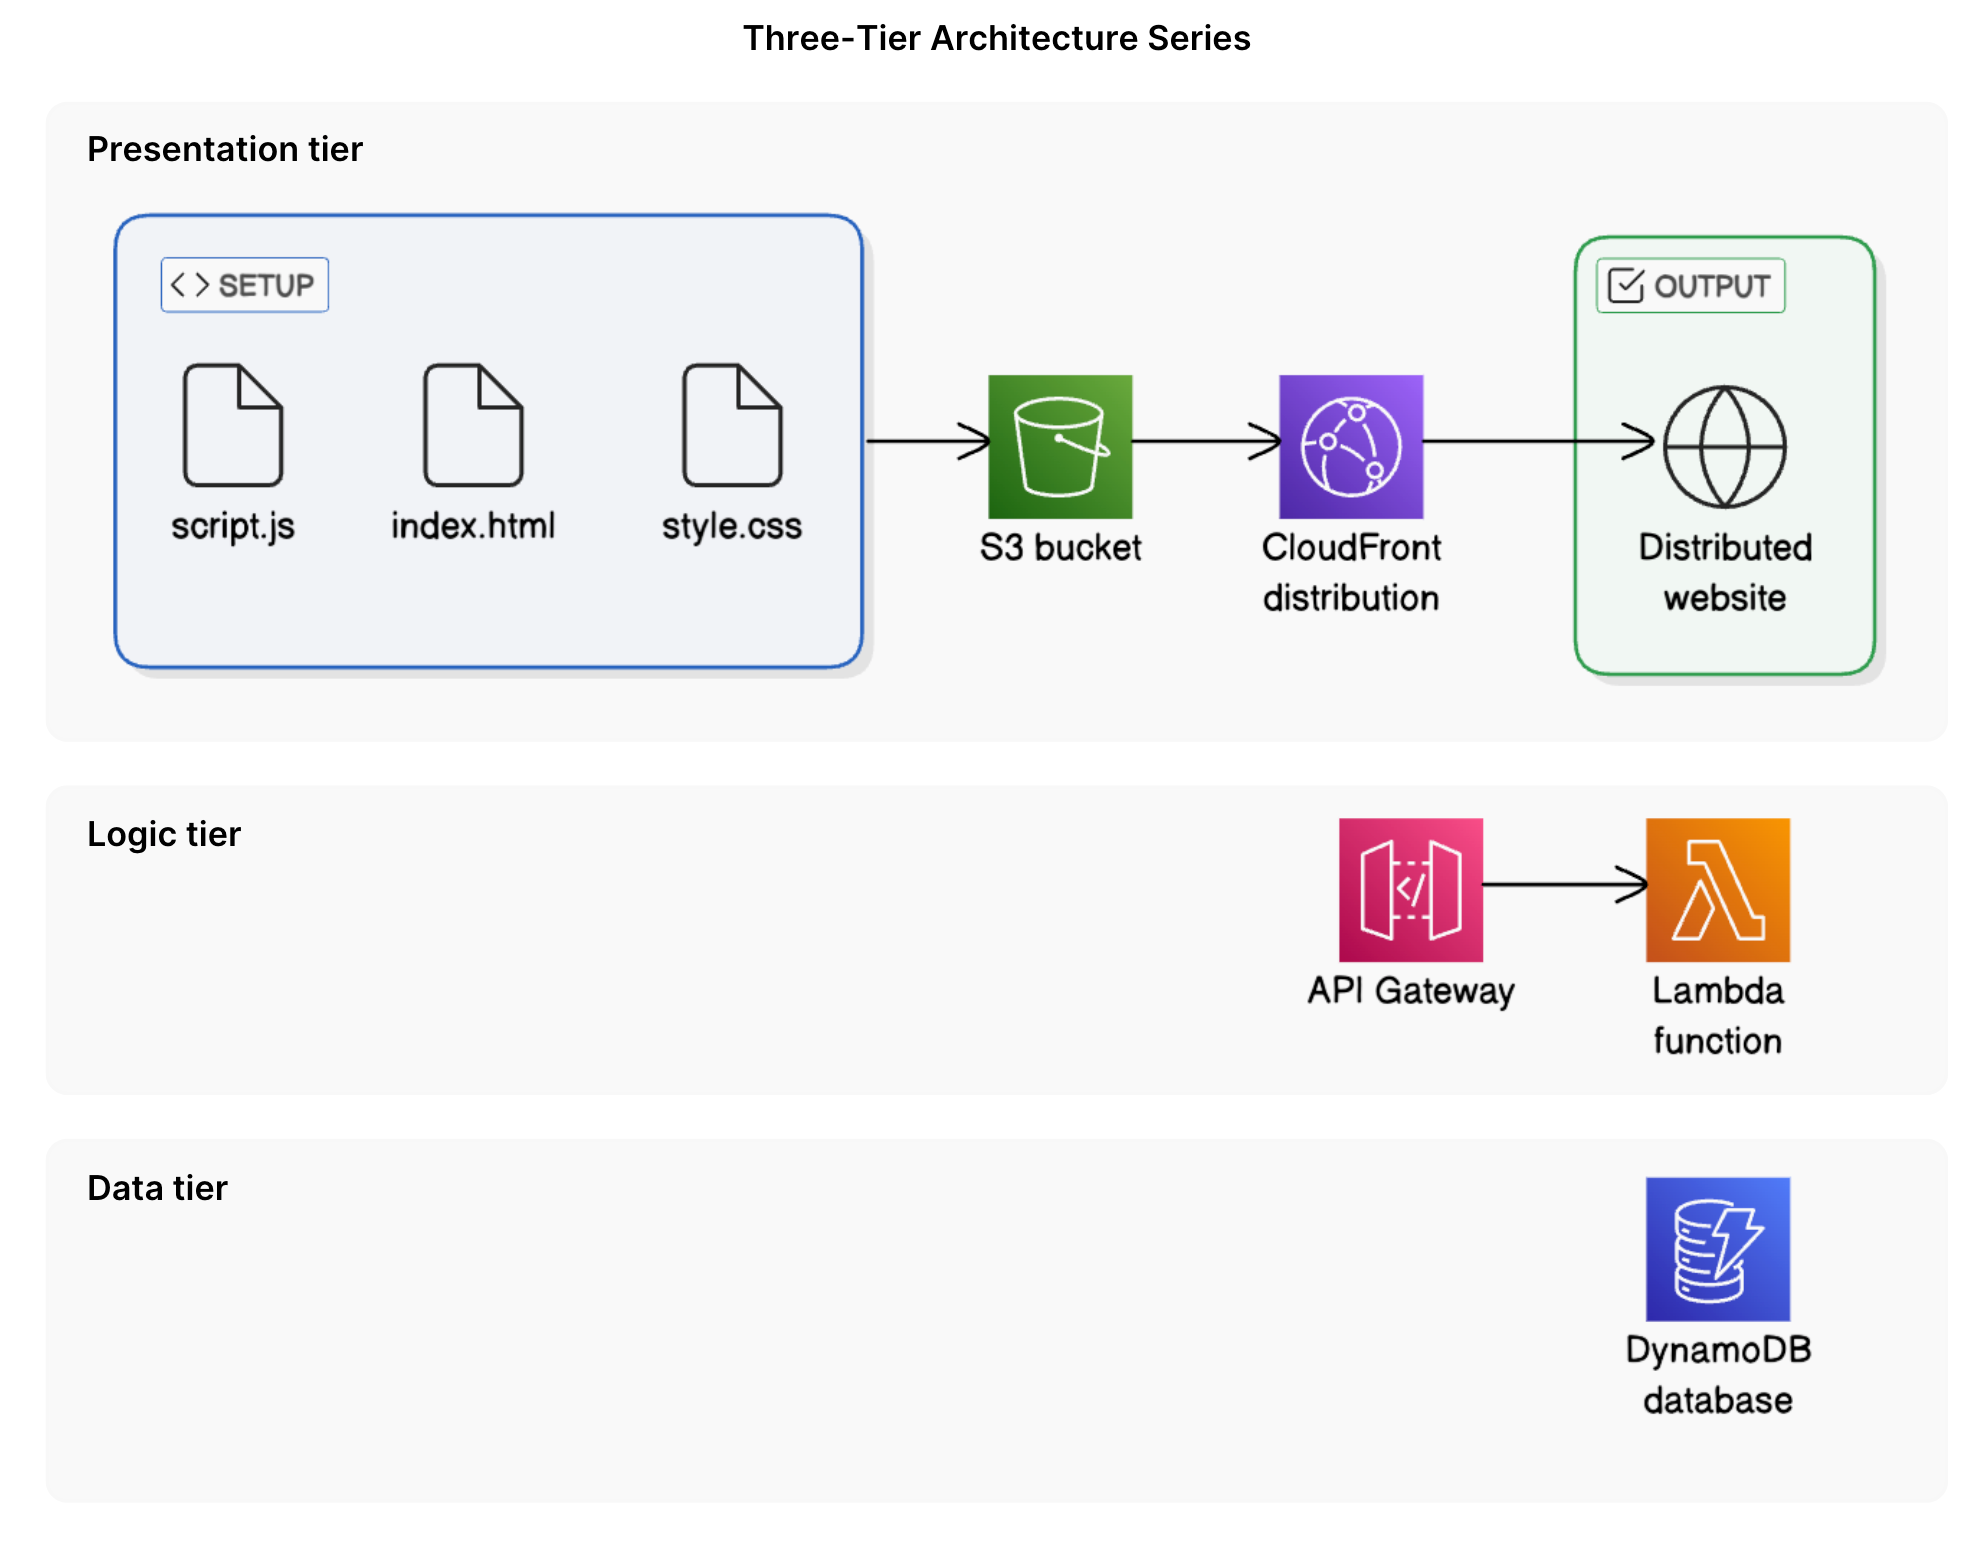 Three-Tier Architecture Series
Presentation tier
<> SETUP
script.js
index.html
style.css
S3 bucket
CloudFront
distribution
OUTPUT
Distributed
website
Logic tier
</>
API Gateway
Lambda
function
Data tier
DynamoDB
database